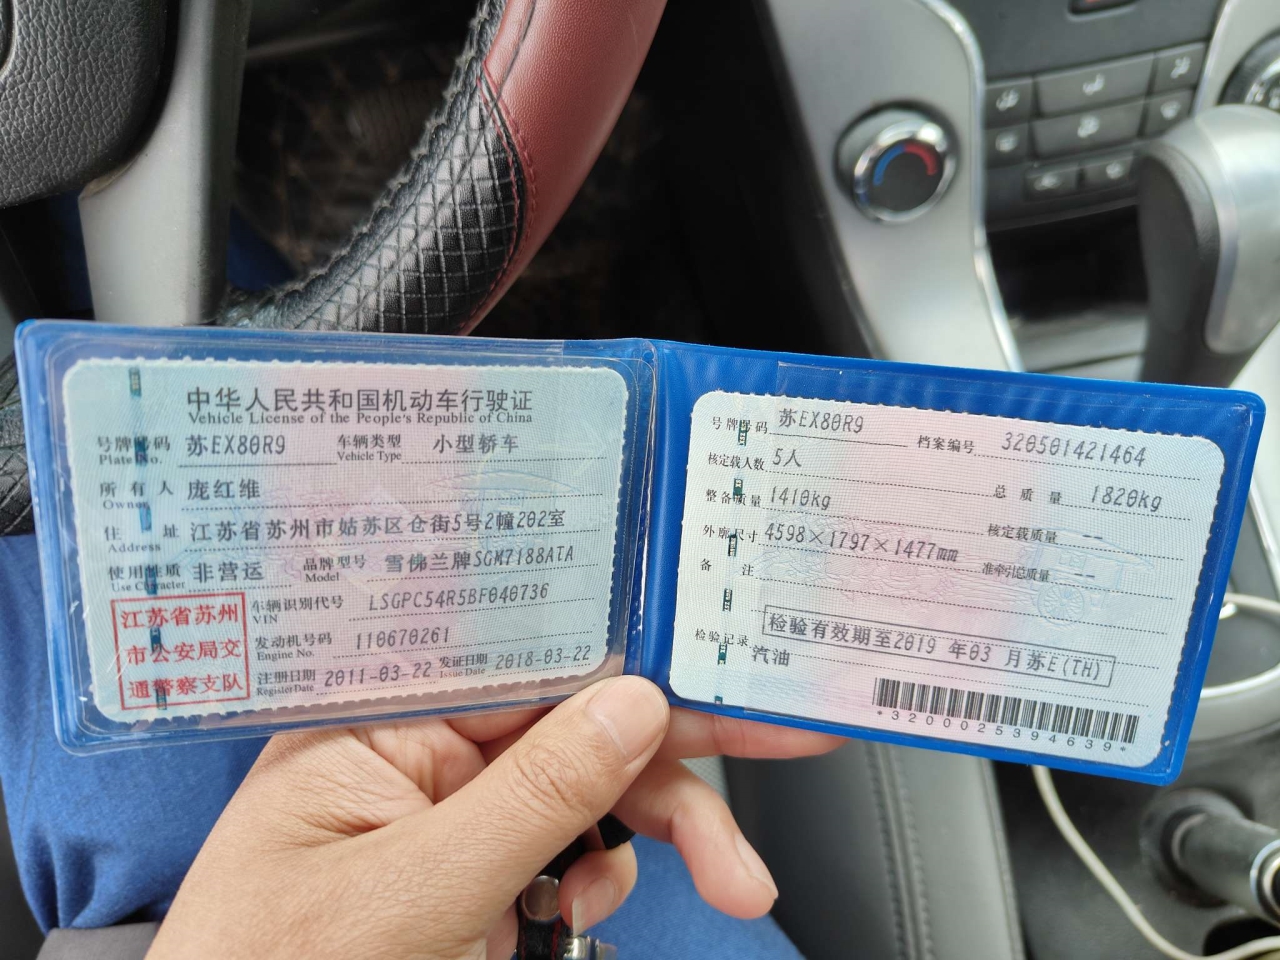 中华人民共和国机动车行驶证
Vehicle License of the People's Republic of China
号牌号码 苏EX80R9 车辆类型 小型轿车
Plate No. Vehicle Type
所有人 庞红维
Owner
住址 江苏省苏州市姑苏区仓街5号2幢202室
Address
使用性质 非营运 品牌型号 雪佛兰牌SGM7188ATA
Use Character Model
江苏省苏州
市公安局交
通警察支队
车辆识别代号 LSGPC54R5BF040736
VIN
发动机号码 110670261
Engine No.
注册日期 2011-03-22 发证日期 2018-03-22
Register Date Issue Date
号牌号码 苏EX80R9 档案编号 320501421464
核定载人数 5人 总质量 1820kg
整备质量 1410kg 核定载质量 --
外廓尺寸 4598×1797×1477mm 准牵引总质量 --
备注
检验有效期至2019年03月苏E(TH)
检验记录
汽油
*3200025394639*